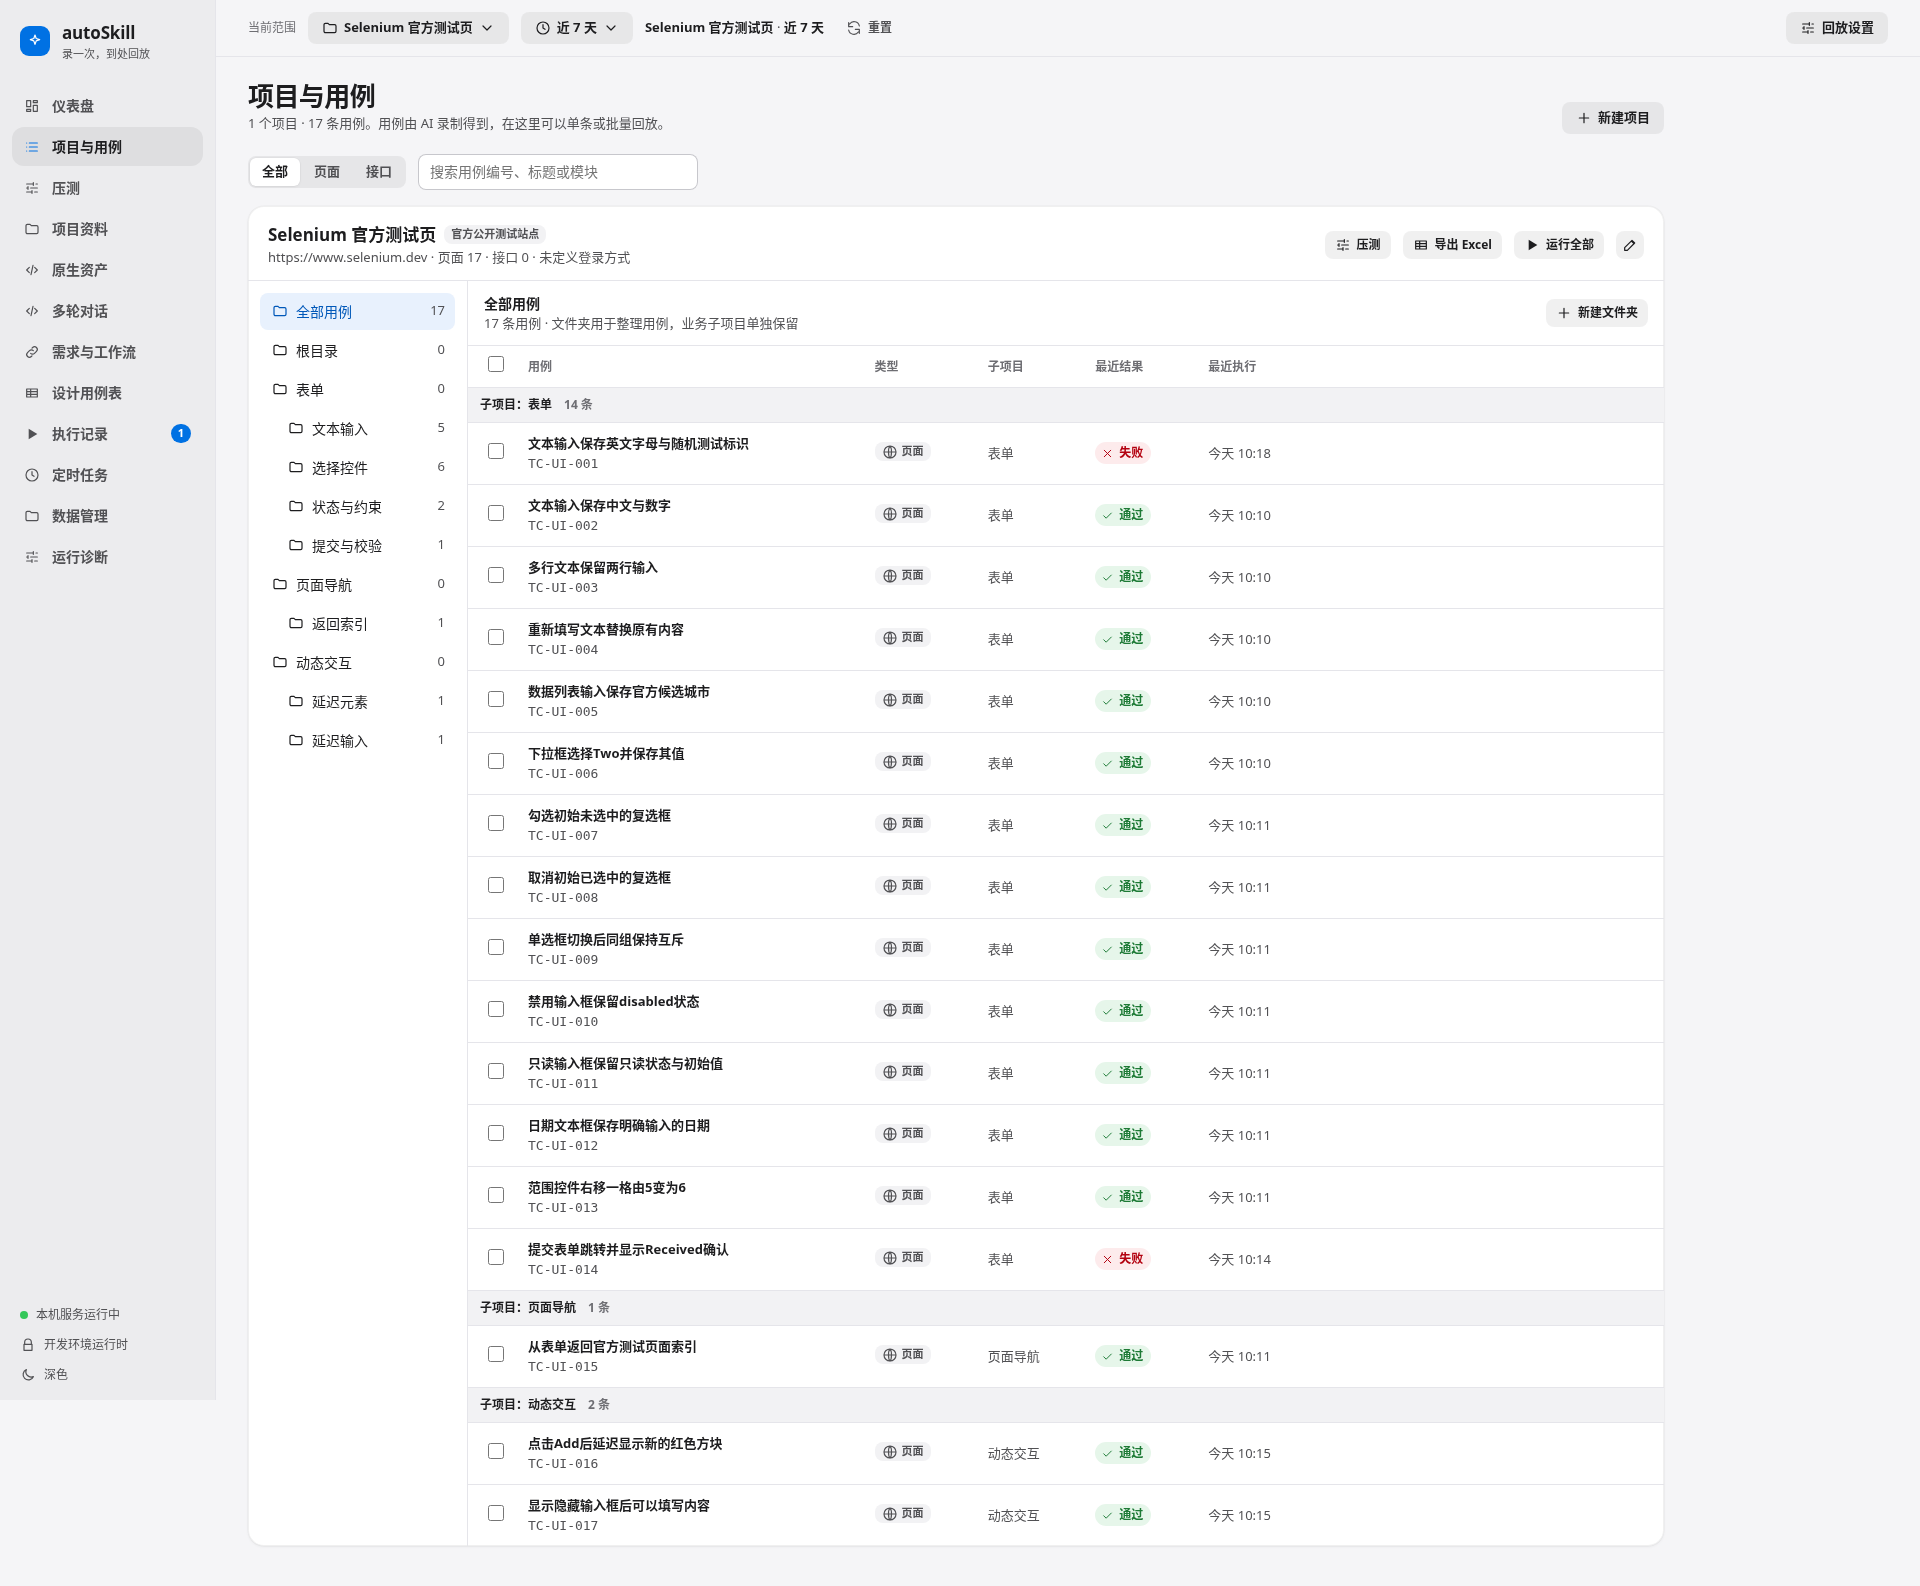 autoSkill
录一次，到处回放
仪表盘
项目与用例
压测
项目资料
原生资产
多轮对话
需求与工作流
设计用例表
执行记录 1
定时任务
数据管理
运行诊断
本机服务运行中
开发环境运行时
深色
当前范围 Selenium 官方测试页 近 7 天 Selenium 官方测试页 · 近 7 天 重置 回放设置
项目与用例
1 个项目 · 17 条用例。用例由 AI 录制得到，在这里可以单条或批量回放。
新建项目
全部 页面 接口 搜索用例编号、标题或模块
Selenium 官方测试页 官方公开测试站点
https://www.selenium.dev · 页面 17 · 接口 0 · 未定义登录方式
压测 导出 Excel 运行全部
全部用例 17
根目录 0
表单 0
文本输入 5
选择控件 6
状态与约束 2
提交与校验 1
页面导航 0
返回索引 1
动态交互 0
延迟元素 1
延迟输入 1
全部用例
17 条用例 · 文件夹用于整理用例，业务子项目单独保留
新建文件夹
用例 类型 子项目 最近结果 最近执行
子项目：表单 14 条
文本输入保存英文字母与随机测试标识
TC-UI-001 页面 表单 失败 今天 10:18
文本输入保存中文与数字
TC-UI-002 页面 表单 通过 今天 10:10
多行文本保留两行输入
TC-UI-003 页面 表单 通过 今天 10:10
重新填写文本替换原有内容
TC-UI-004 页面 表单 通过 今天 10:10
数据列表输入保存官方候选城市
TC-UI-005 页面 表单 通过 今天 10:10
下拉框选择Two并保存其值
TC-UI-006 页面 表单 通过 今天 10:10
勾选初始未选中的复选框
TC-UI-007 页面 表单 通过 今天 10:11
取消初始已选中的复选框
TC-UI-008 页面 表单 通过 今天 10:11
单选框切换后同组保持互斥
TC-UI-009 页面 表单 通过 今天 10:11
禁用输入框保留disabled状态
TC-UI-010 页面 表单 通过 今天 10:11
只读输入框保留只读状态与初始值
TC-UI-011 页面 表单 通过 今天 10:11
日期文本框保存明确输入的日期
TC-UI-012 页面 表单 通过 今天 10:11
范围控件右移一格由5变为6
TC-UI-013 页面 表单 通过 今天 10:11
提交表单跳转并显示Received确认
TC-UI-014 页面 表单 失败 今天 10:14
子项目：页面导航 1 条
从表单返回官方测试页面索引
TC-UI-015 页面 页面导航 通过 今天 10:11
子项目：动态交互 2 条
点击Add后延迟显示新的红色方块
TC-UI-016 页面 动态交互 通过 今天 10:15
显示隐藏输入框后可以填写内容
TC-UI-017 页面 动态交互 通过 今天 10:15